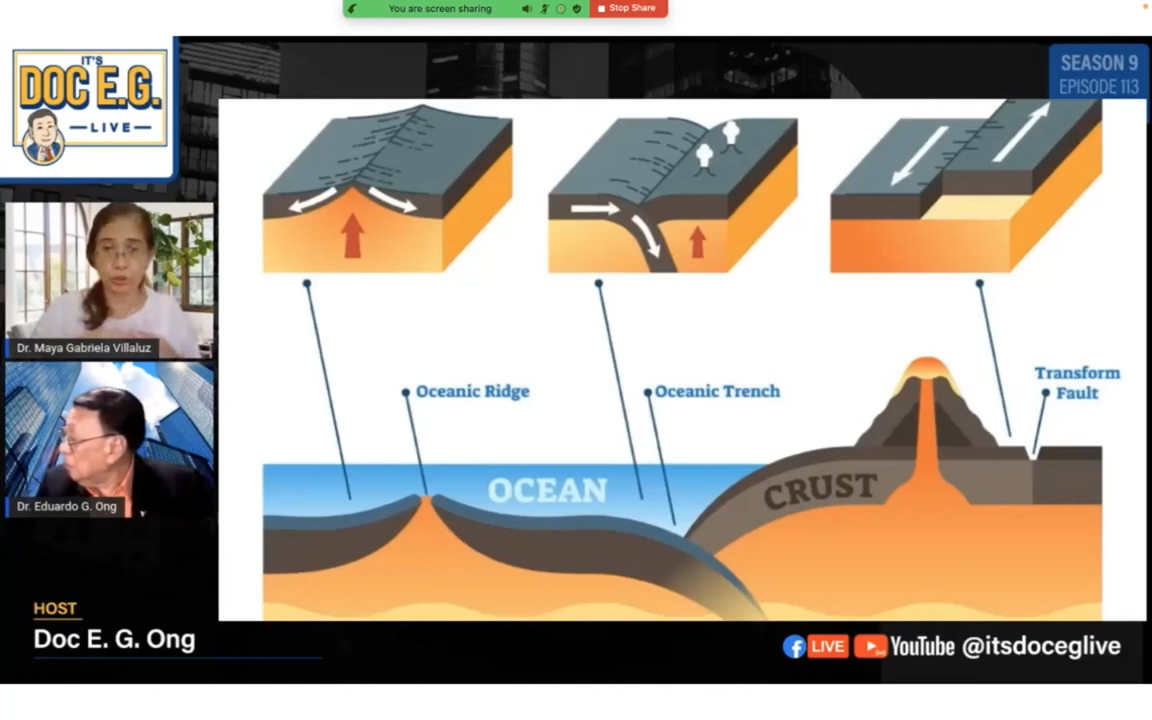 You are screen sharing
Stop Share
IT'S
DOC E.G.
LIVE
SEASON 9
EPISODE 113
Dr. Maya Gabriela Villaluz
Dr. Eduardo G. Ong
Oceanic Ridge
Oceanic Trench
Transform
Fault
OCEAN
CRUST
HOST
Doc E. G. Ong
LIVE
YouTube @itsdoceglive